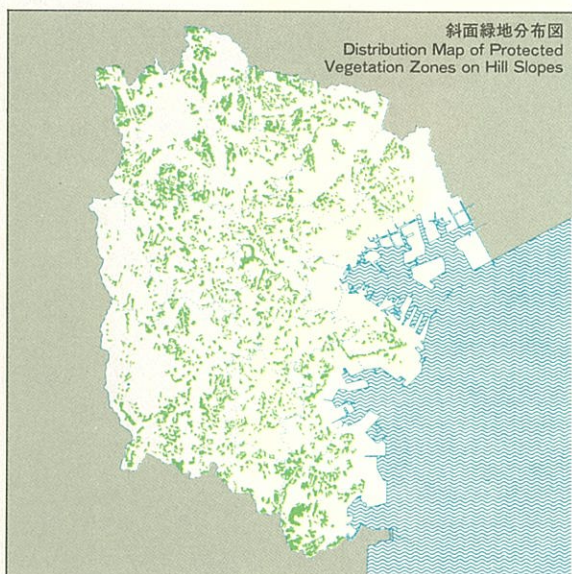 斜面緑地分布図
Distribution Map of Protected
Vegetation Zones on Hill Slopes